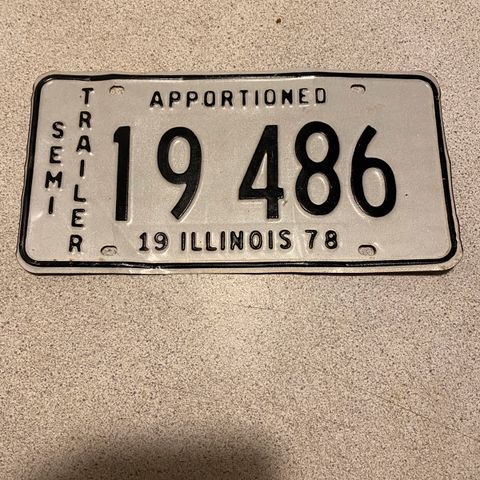 SEMI
TRAILER
APPORTIONED
19 486
19 ILLINOIS 78